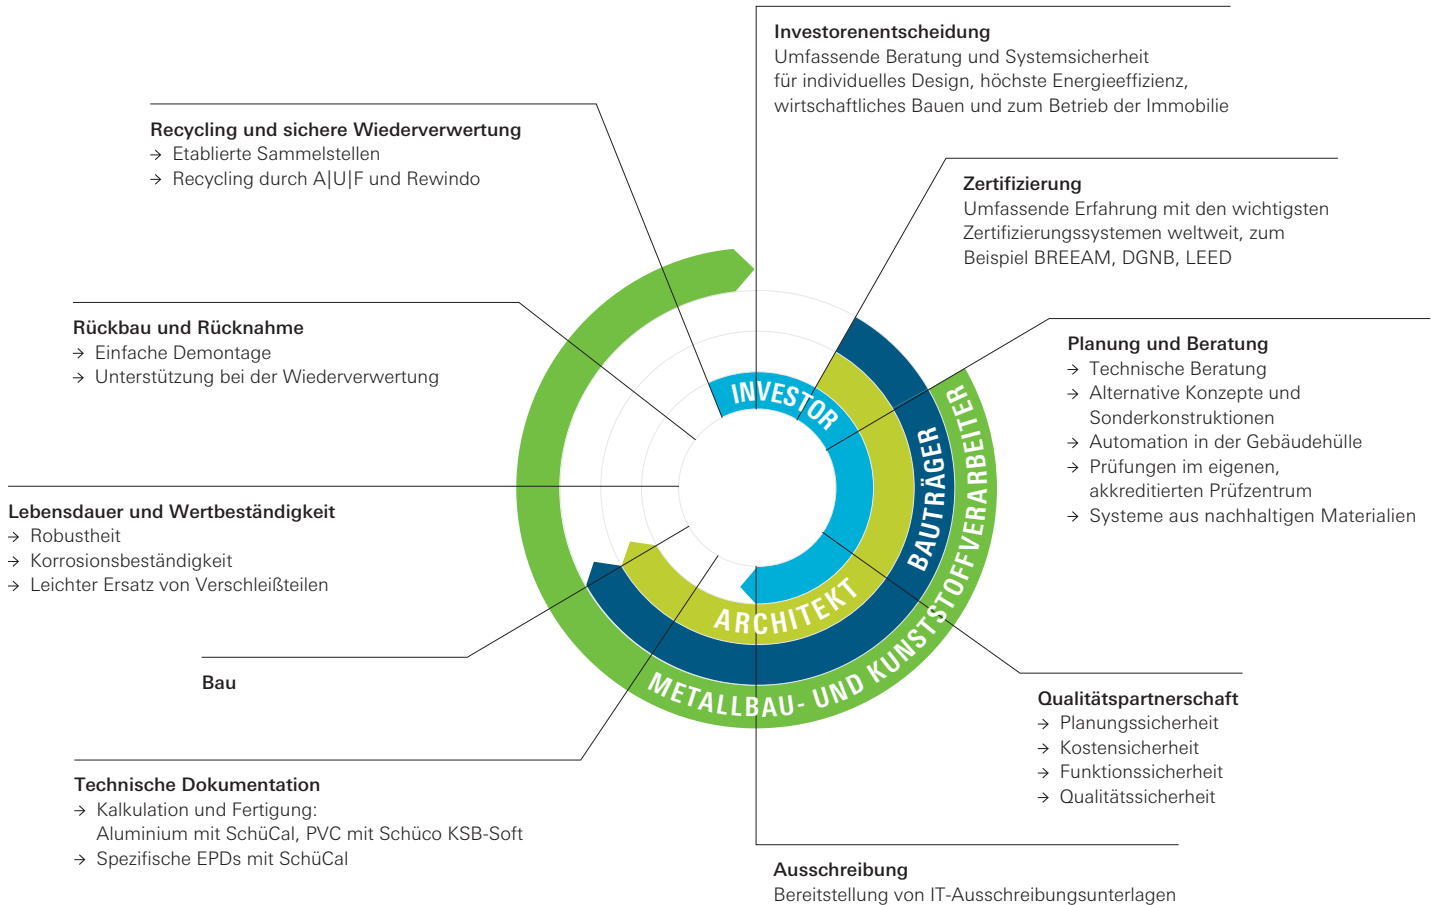 Investorenentscheidung
Umfassende Beratung und Systemsicherheit
für individuelles Design, höchste Energieeffizienz,
wirtschaftliches Bauen und zum Betrieb der Immobilie
Zertifizierung
Umfassende Erfahrung mit den wichtigsten
Zertifizierungssystemen weltweit, zum
Beispiel BREEAM, DGNB, LEED
Planung und Beratung
→ Technische Beratung
→ Alternative Konzepte und
Sonderkonstruktionen
→ Automation in der Gebäudehülle
→ Prüfungen im eigenen,
akkreditierten Prüfzentrum
→ Systeme aus nachhaltigen Materialien
Qualitätspartnerschaft
→ Planungssicherheit
→ Kostensicherheit
→ Funktionssicherheit
→ Qualitätssicherheit
Ausschreibung
Bereitstellung von IT-Ausschreibungsunterlagen
Technische Dokumentation
→ Kalkulation und Fertigung:
Aluminium mit SchüCal, PVC mit Schüco KSB-Soft
→ Spezifische EPDs mit SchüCal
Bau
Lebensdauer und Wertbeständigkeit
→ Robustheit
→ Korrosionsbeständigkeit
→ Leichter Ersatz von Verschleißteilen
Rückbau und Rücknahme
→ Einfache Demontage
→ Unterstützung bei der Wiederverwertung
Recycling und sichere Wiederverwertung
→ Etablierte Sammelstellen
→ Recycling durch A|U|F und Rewindo
INVESTOR
ARCHITEKT
BAUTRÄGER
METALLBAU- UND KUNSTSTOFFVERARBEITER